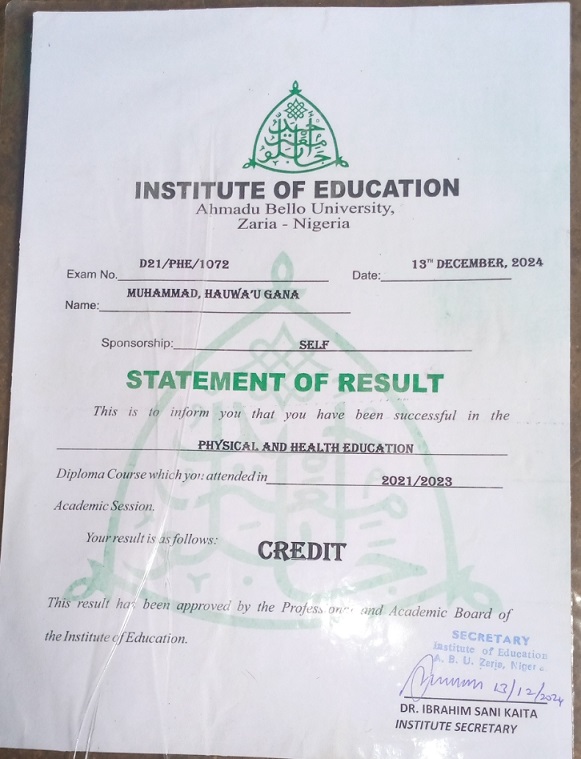 INSTITUTE OF EDUCATION
Ahmadu Bello University,
Zaria - Nigeria
Exam No. D21/PHE/1072 Date: 13TH DECEMBER, 2024
Name: MUHAMMAD, HAUWA'U GANA
Sponsorship: SELF
STATEMENT OF RESULT
This is to inform you that you have been successful in the
PHYSICAL AND HEALTH EDUCATION
Diploma Course which you attended in 2021/2023
Academic Session.
Your result is as follows: CREDIT
This result has been approved by the Professional and Academic Board of
the Institute of Education.
SECRETARY
Institute of Education
A. B. U. Zaria, Nigeria
13/12/2024
DR. IBRAHIM SANI KAITA
INSTITUTE SECRETARY